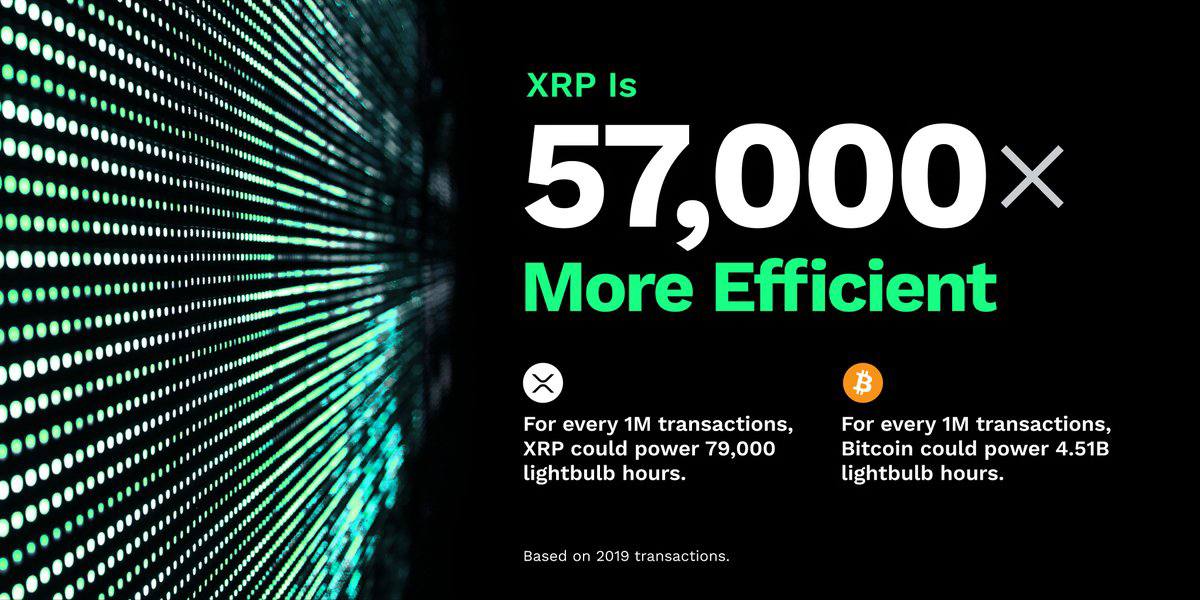 XRP Is
57,000×
More Efficient
For every 1M transactions,
XRP could power 79,000
lightbulb hours.
For every 1M transactions,
Bitcoin could power 4.51B
lightbulb hours.
Based on 2019 transactions.